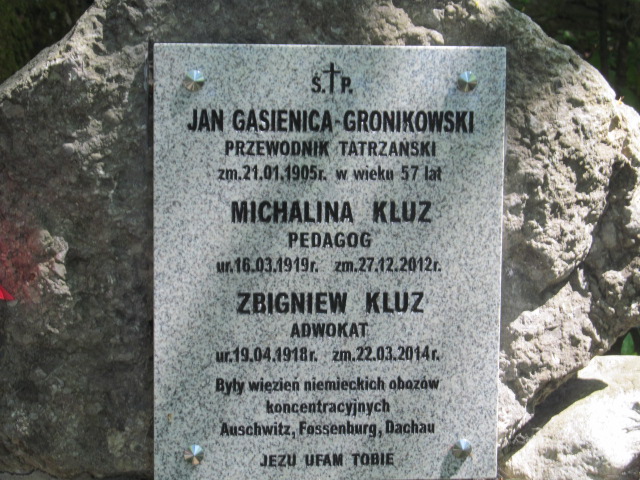 Ś.✝P.
JAN GĄSIENICA-GRONIKOWSKI
PRZEWODNIK TATRZAŃSKI
zm.21.01.1905r. w wieku 57 lat
MICHALINA KLUZ
PEDAGOG
ur.16.03.1919r. zm.27.12.2012r.
ZBIGNIEW KLUZ
ADWOKAT
ur.19.04.1918r. zm.22.03.2014r.
Były więzień niemieckich obozów
koncentracyjnych
Auschwitz, Fossenburg, Dachau
JEZU UFAM TOBIE